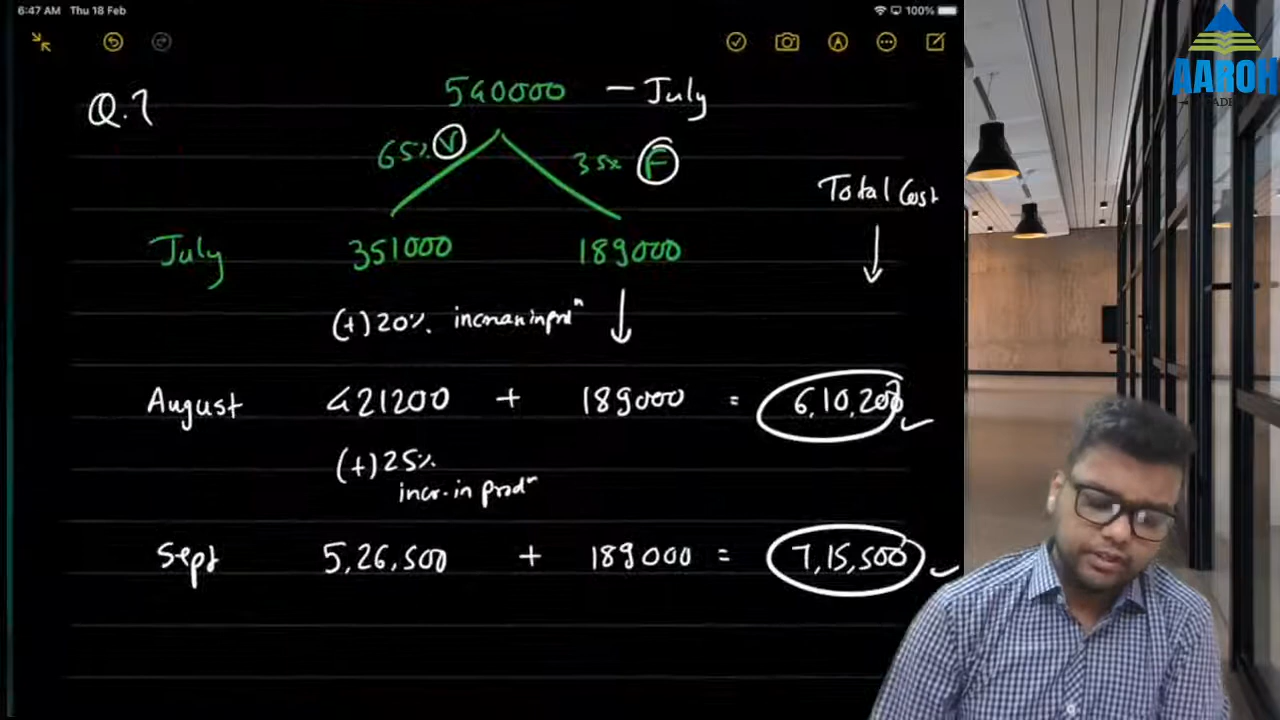 6:47 AM Thu 18 Feb
100%
AAROH
Q.7
540000 — July
65% V
35% F
Total Cost
July 351000 189000
(+) 20% increase in prodⁿ
August 421200 + 189000 = 6,10,200
(+) 25%
incr. in prodⁿ
Sept 5,26,500 + 189000 = 7,15,500